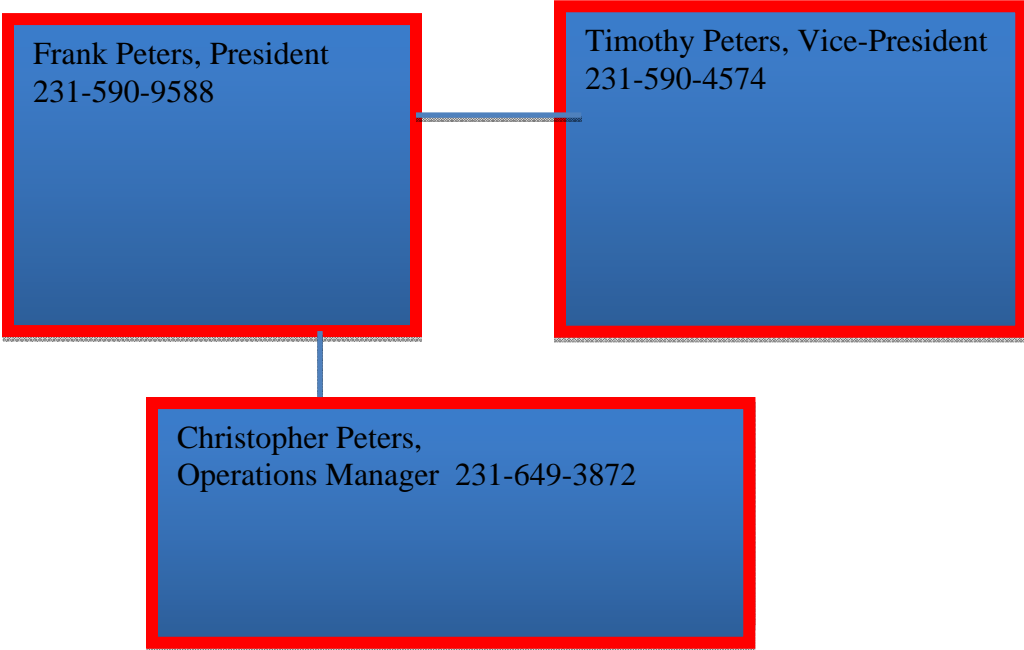 Frank Peters, President
231-590-9588
Timothy Peters, Vice-President
231-590-4574
Christopher Peters,
Operations Manager  231-649-3872